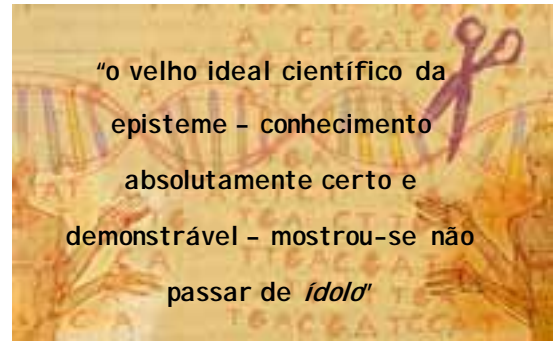 “o velho ideal científico da
episteme – conhecimento
absolutamente certo e
demonstrável – mostrou-se não
passar de ídolo”